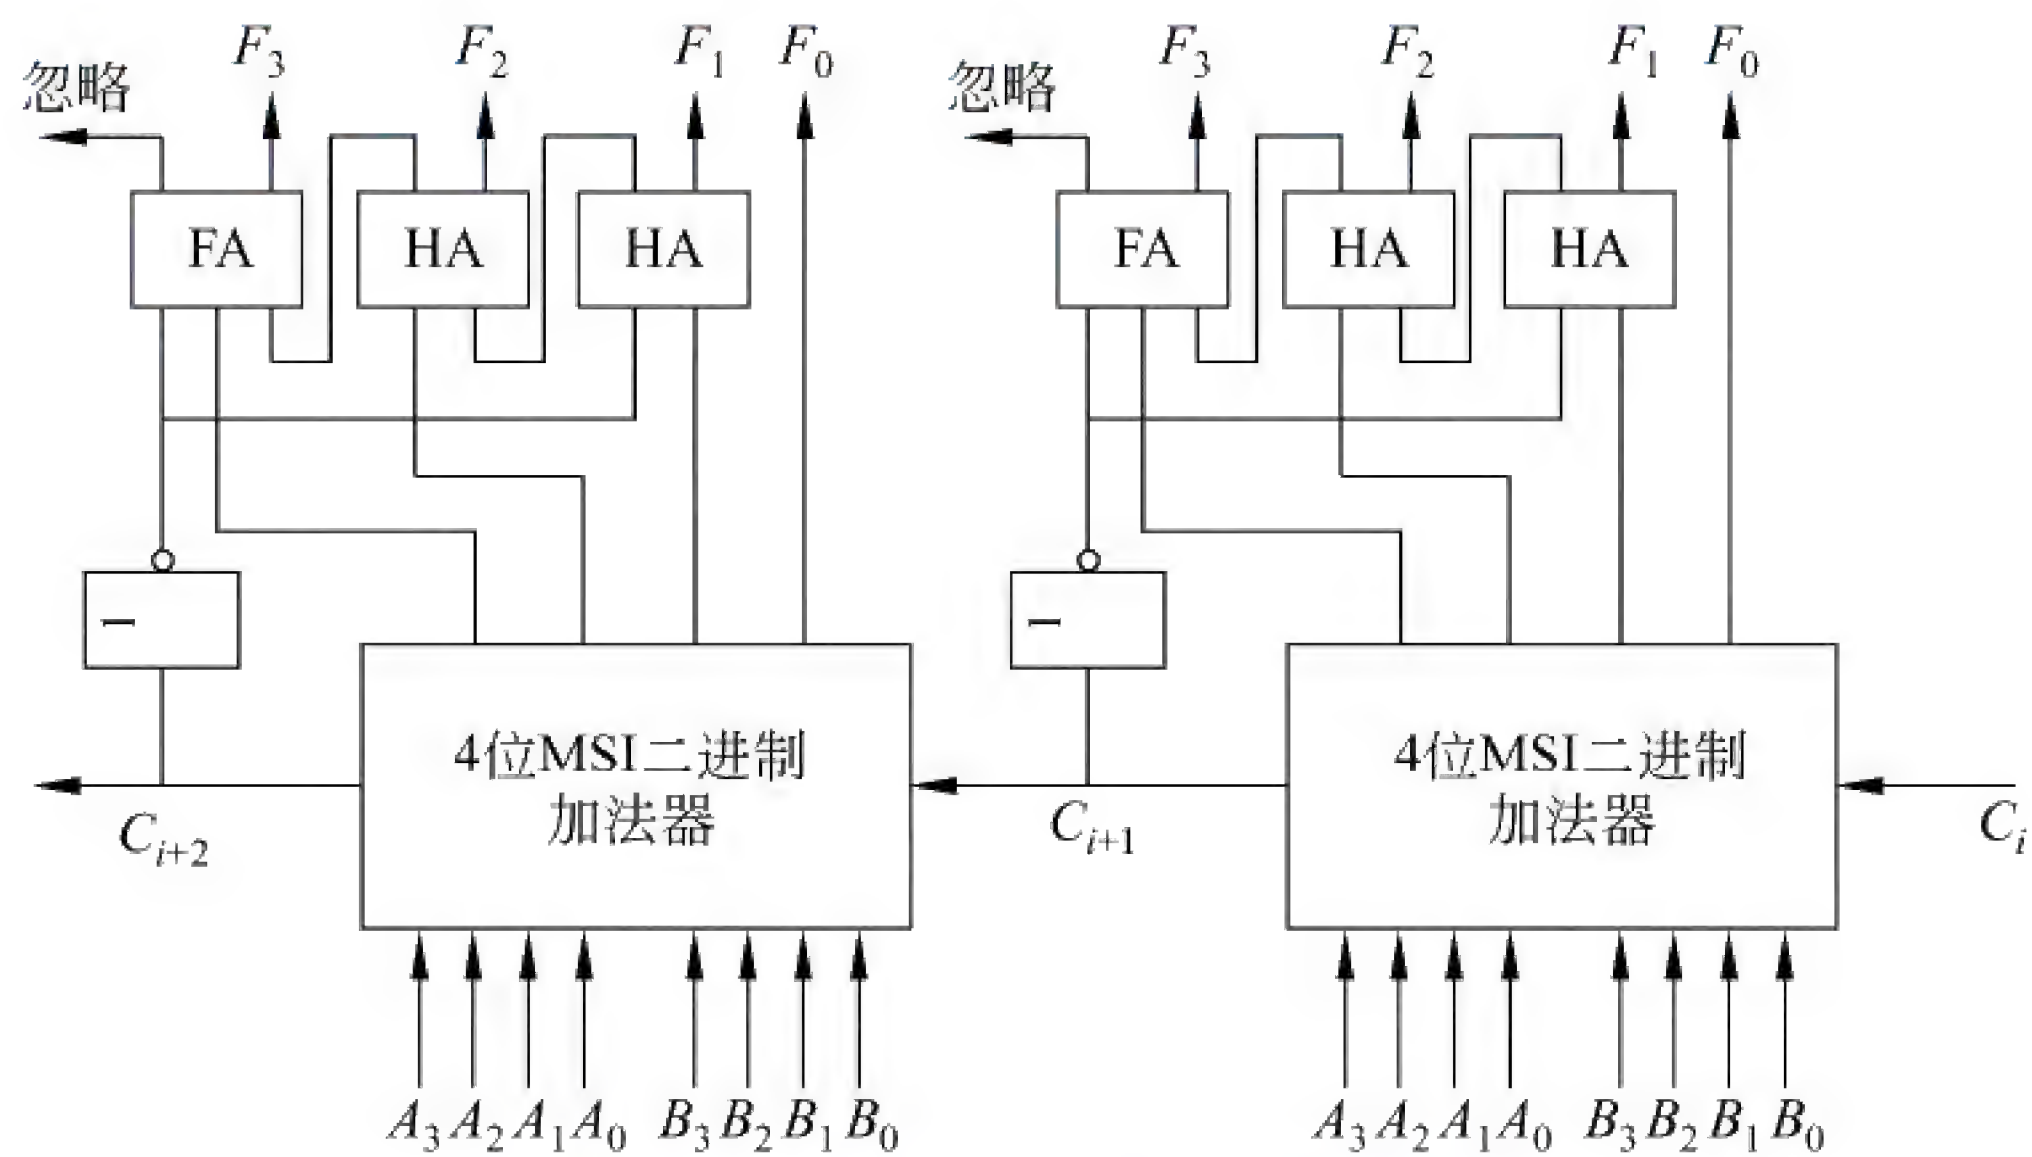 F3 F2 F1 F0 F3 F2 F1 F0
忽略 忽略
FA HA HA FA HA HA
4位MSI二进制 4位MSI二进制
加法器 加法器
Ci+2 Ci+1 Ci
A3 A2 A1 A0 B3 B2 B1 B0 A3 A2 A1 A0 B3 B2 B1 B0